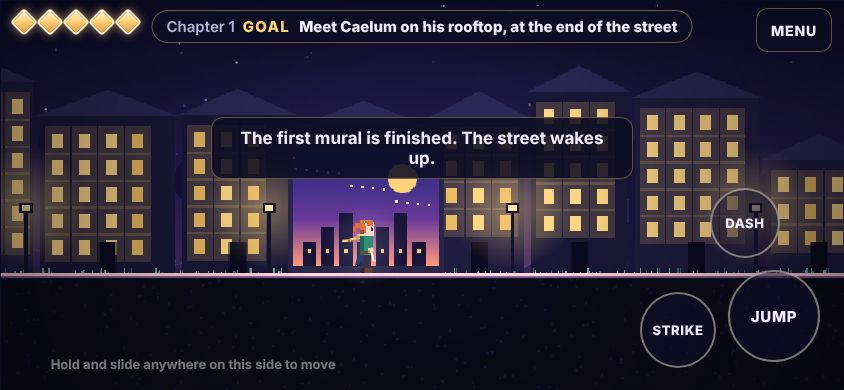 Chapter 1 GOAL Meet Caelum on his rooftop, at the end of the street
MENU
The first mural is finished. The street wakes
up.
DASH
STRIKE
JUMP
Hold and slide anywhere on this side to move